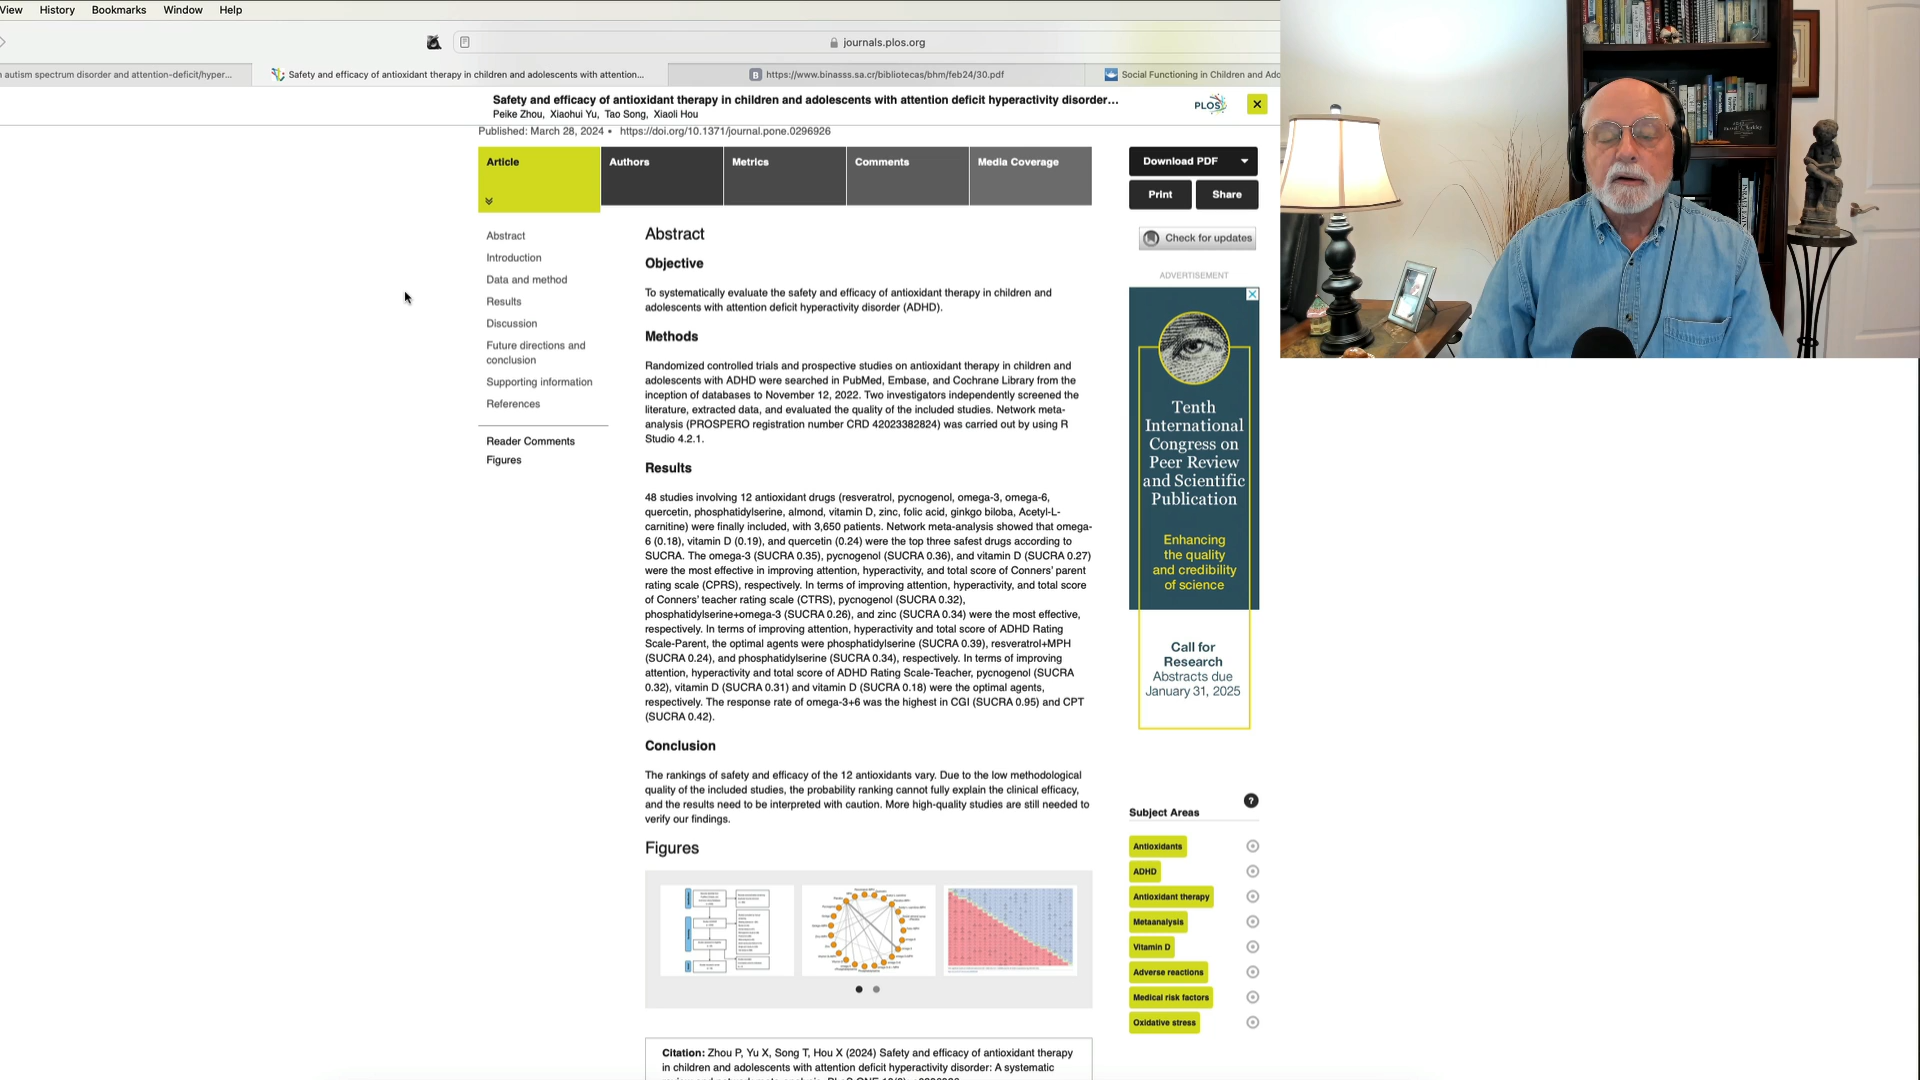 View History Bookmarks Window Help
journals.plos.org
n autism spectrum disorder and attention-deficit/hyper...
Safety and efficacy of antioxidant therapy in children and adolescents with attention...
https://www.binasss.sa.cr/bibliotecas/bhm/feb24/30.pdf
Social Functioning in Children and Ado
Safety and efficacy of antioxidant therapy in children and adolescents with attention deficit hyperactivity disorder...
Peike Zhou, Xiaohui Yu, Tao Song, Xiaoli Hou
PLOS
Published: March 28, 2024 • https://doi.org/10.1371/journal.pone.0296926
Article
Authors
Metrics
Comments
Media Coverage
Download PDF
Print
Share
Check for updates
Abstract
Introduction
Data and method
Results
Discussion
Future directions and
conclusion
Supporting information
References
Reader Comments
Figures
Abstract
Objective
To systematically evaluate the safety and efficacy of antioxidant therapy in children and
adolescents with attention deficit hyperactivity disorder (ADHD).
Methods
Randomized controlled trials and prospective studies on antioxidant therapy in children and
adolescents with ADHD were searched in PubMed, Embase, and Cochrane Library from the
inception of databases to November 12, 2022. Two investigators independently screened the
literature, extracted data, and evaluated the quality of the included studies. Network meta-
analysis (PROSPERO registration number CRD 42023382824) was carried out by using R
Studio 4.2.1.
Results
48 studies involving 12 antioxidant drugs (resveratrol, pycnogenol, omega-3, omega-6,
quercetin, phosphatidylserine, almond, vitamin D, zinc, folic acid, ginkgo biloba, Acetyl-L-
carnitine) were finally included, with 3,650 patients. Network meta-analysis showed that omega-
6 (0.18), vitamin D (0.19), and quercetin (0.24) were the top three safest drugs according to
SUCRA. The omega-3 (SUCRA 0.35), pycnogenol (SUCRA 0.36), and vitamin D (SUCRA 0.27)
were the most effective in improving attention, hyperactivity, and total score of Conners' parent
rating scale (CPRS), respectively. In terms of improving attention, hyperactivity, and total score
of Conners' teacher rating scale (CTRS), pycnogenol (SUCRA 0.32),
phosphatidylserine+omega-3 (SUCRA 0.26), and zinc (SUCRA 0.34) were the most effective,
respectively. In terms of improving attention, hyperactivity and total score of ADHD Rating
Scale-Parent, the optimal agents were phosphatidylserine (SUCRA 0.39), resveratrol+MPH
(SUCRA 0.24), and phosphatidylserine (SUCRA 0.34), respectively. In terms of improving
attention, hyperactivity and total score of ADHD Rating Scale-Teacher, pycnogenol (SUCRA
0.32), vitamin D (SUCRA 0.31) and vitamin D (SUCRA 0.18) were the optimal agents,
respectively. The response rate of omega-3+6 was the highest in CGI (SUCRA 0.95) and CPT
(SUCRA 0.42).
Conclusion
The rankings of safety and efficacy of the 12 antioxidants vary. Due to the low methodological
quality of the included studies, the probability ranking cannot fully explain the clinical efficacy,
and the results need to be interpreted with caution. More high-quality studies are still needed to
verify our findings.
Figures
Citation: Zhou P, Yu X, Song T, Hou X (2024) Safety and efficacy of antioxidant therapy
in children and adolescents with attention deficit hyperactivity disorder: A systematic
ADVERTISEMENT
Tenth
International
Congress on
Peer Review
and Scientific
Publication
Enhancing
the quality
and credibility
of science
Call for
Research
Abstracts due
January 31, 2025
Subject Areas
?
Antioxidants
ADHD
Antioxidant therapy
Metaanalysis
Vitamin D
Adverse reactions
Medical risk factors
Oxidative stress